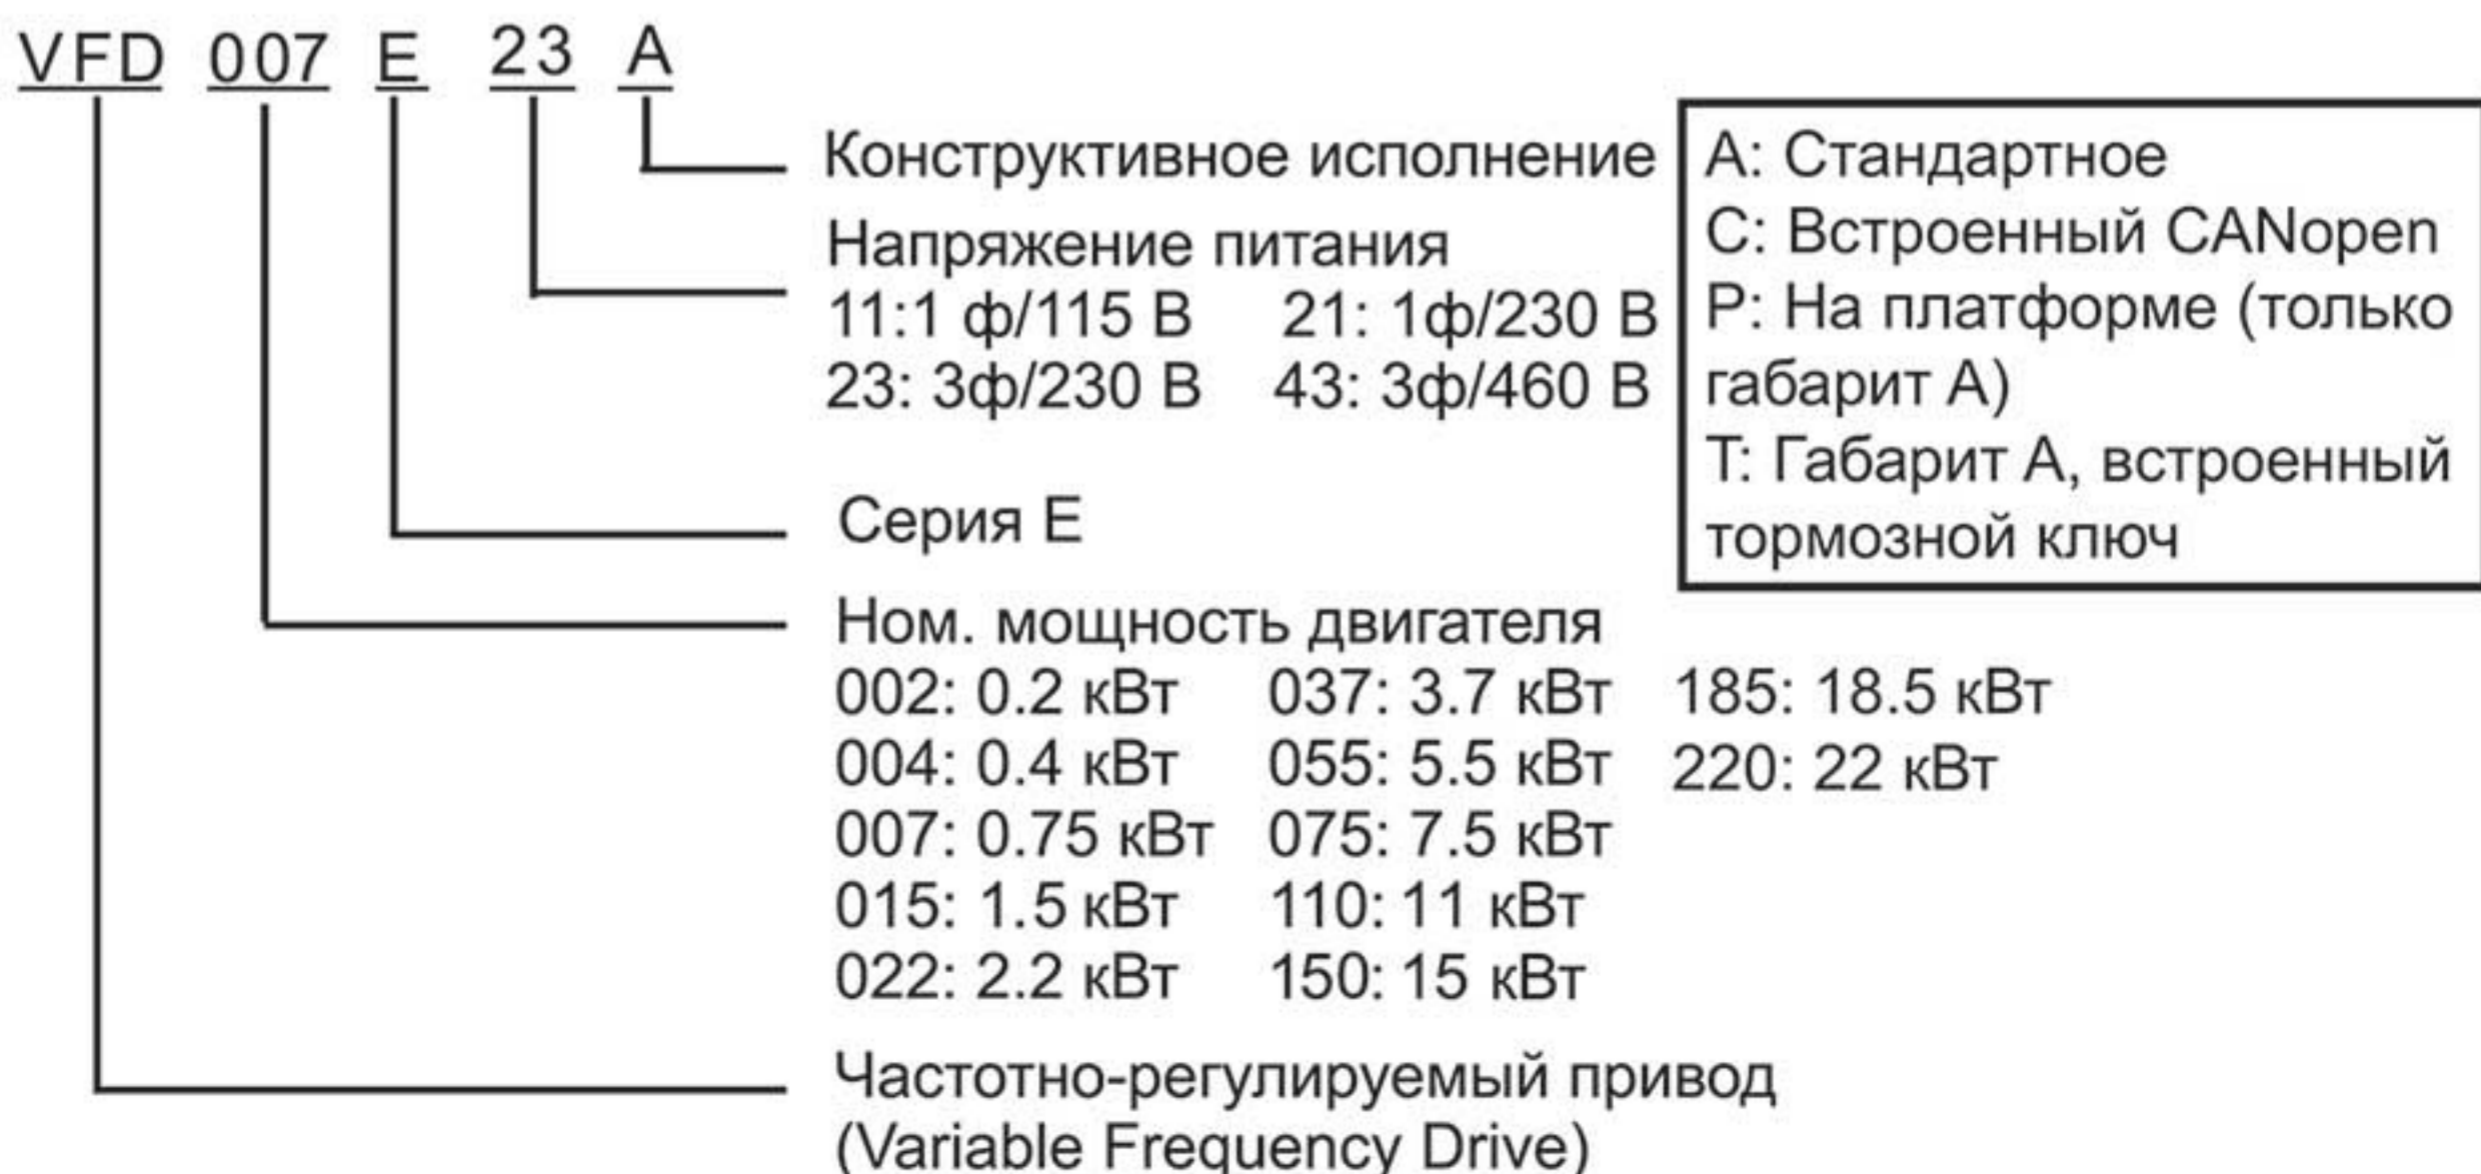 VFD 007 E 23 A
Конструктивное исполнение
Напряжение питания
11:1 ф/115 В 21: 1ф/230 В
23: 3ф/230 В 43: 3ф/460 В
А: Стандартное
С: Встроенный CANopen
Р: На платформе (только
габарит А)
Т: Габарит А, встроенный
тормозной ключ
Серия Е
Ном. мощность двигателя
002: 0.2 кВт 037: 3.7 кВт 185: 18.5 кВт
004: 0.4 кВт 055: 5.5 кВт 220: 22 кВт
007: 0.75 кВт 075: 7.5 кВт
015: 1.5 кВт 110: 11 кВт
022: 2.2 кВт 150: 15 кВт
Частотно-регулируемый привод
(Variable Frequency Drive)